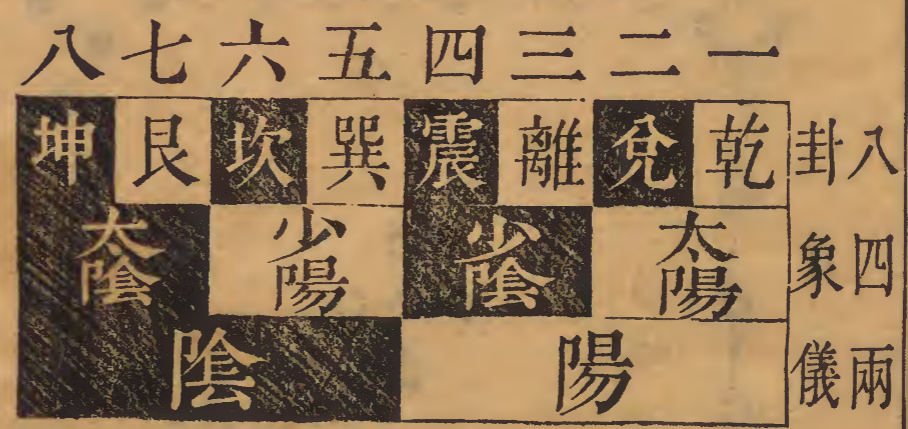 一 二 三 四 五 六 七 八
八卦 乾 兌 離 震 巽 坎 艮 坤
四象 太陽 少陰 少陽 太陰
兩儀 陽 陰